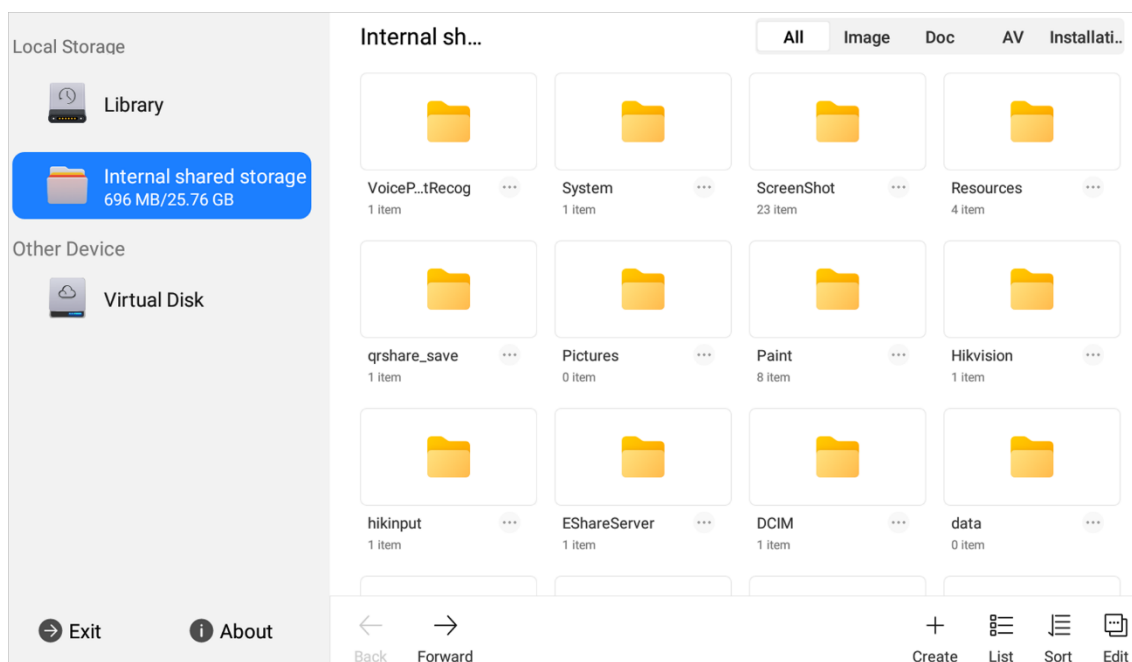 Local Storage
Library
Internal shared storage
696 MB/25.76 GB
Other Device
Virtual Disk
Exit
About
Internal sh...
All
Image
Doc
AV
Installati..
VoiceP...tRecog
1 item
System
1 item
ScreenShot
23 item
Resources
4 item
qrshare_save
1 item
Pictures
0 item
Paint
8 item
Hikvision
1 item
hikinput
1 item
EShareServer
1 item
DCIM
1 item
data
0 item
Back
Forward
Create
List
Sort
Edit